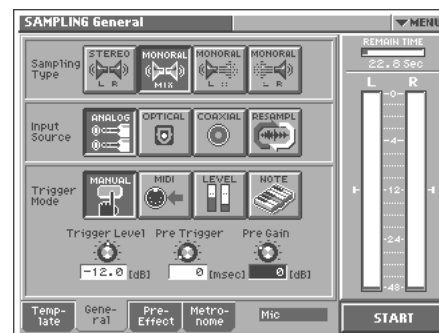 SAMPLING General
MENU
REMAIN TIME
22.8 Sec
Sampling
Type
STEREO
L R
MONORAL
MIX
MONORAL
L
MONORAL
L R
Input
Source
ANALOG
OPTICAL
COAXIAL
RESAMPL
Trigger
Mode
MANUAL
MIDI
LEVEL
NOTE
Trigger Level
Pre Trigger
Pre Gain
-12.0 [dB]
0 [msec]
0 [dB]
L R
-0-
-4-
-12-
-24-
-48-
Temp-
late
Gene-
ral
Pre-
Effect
Metro-
nome
Mic
START